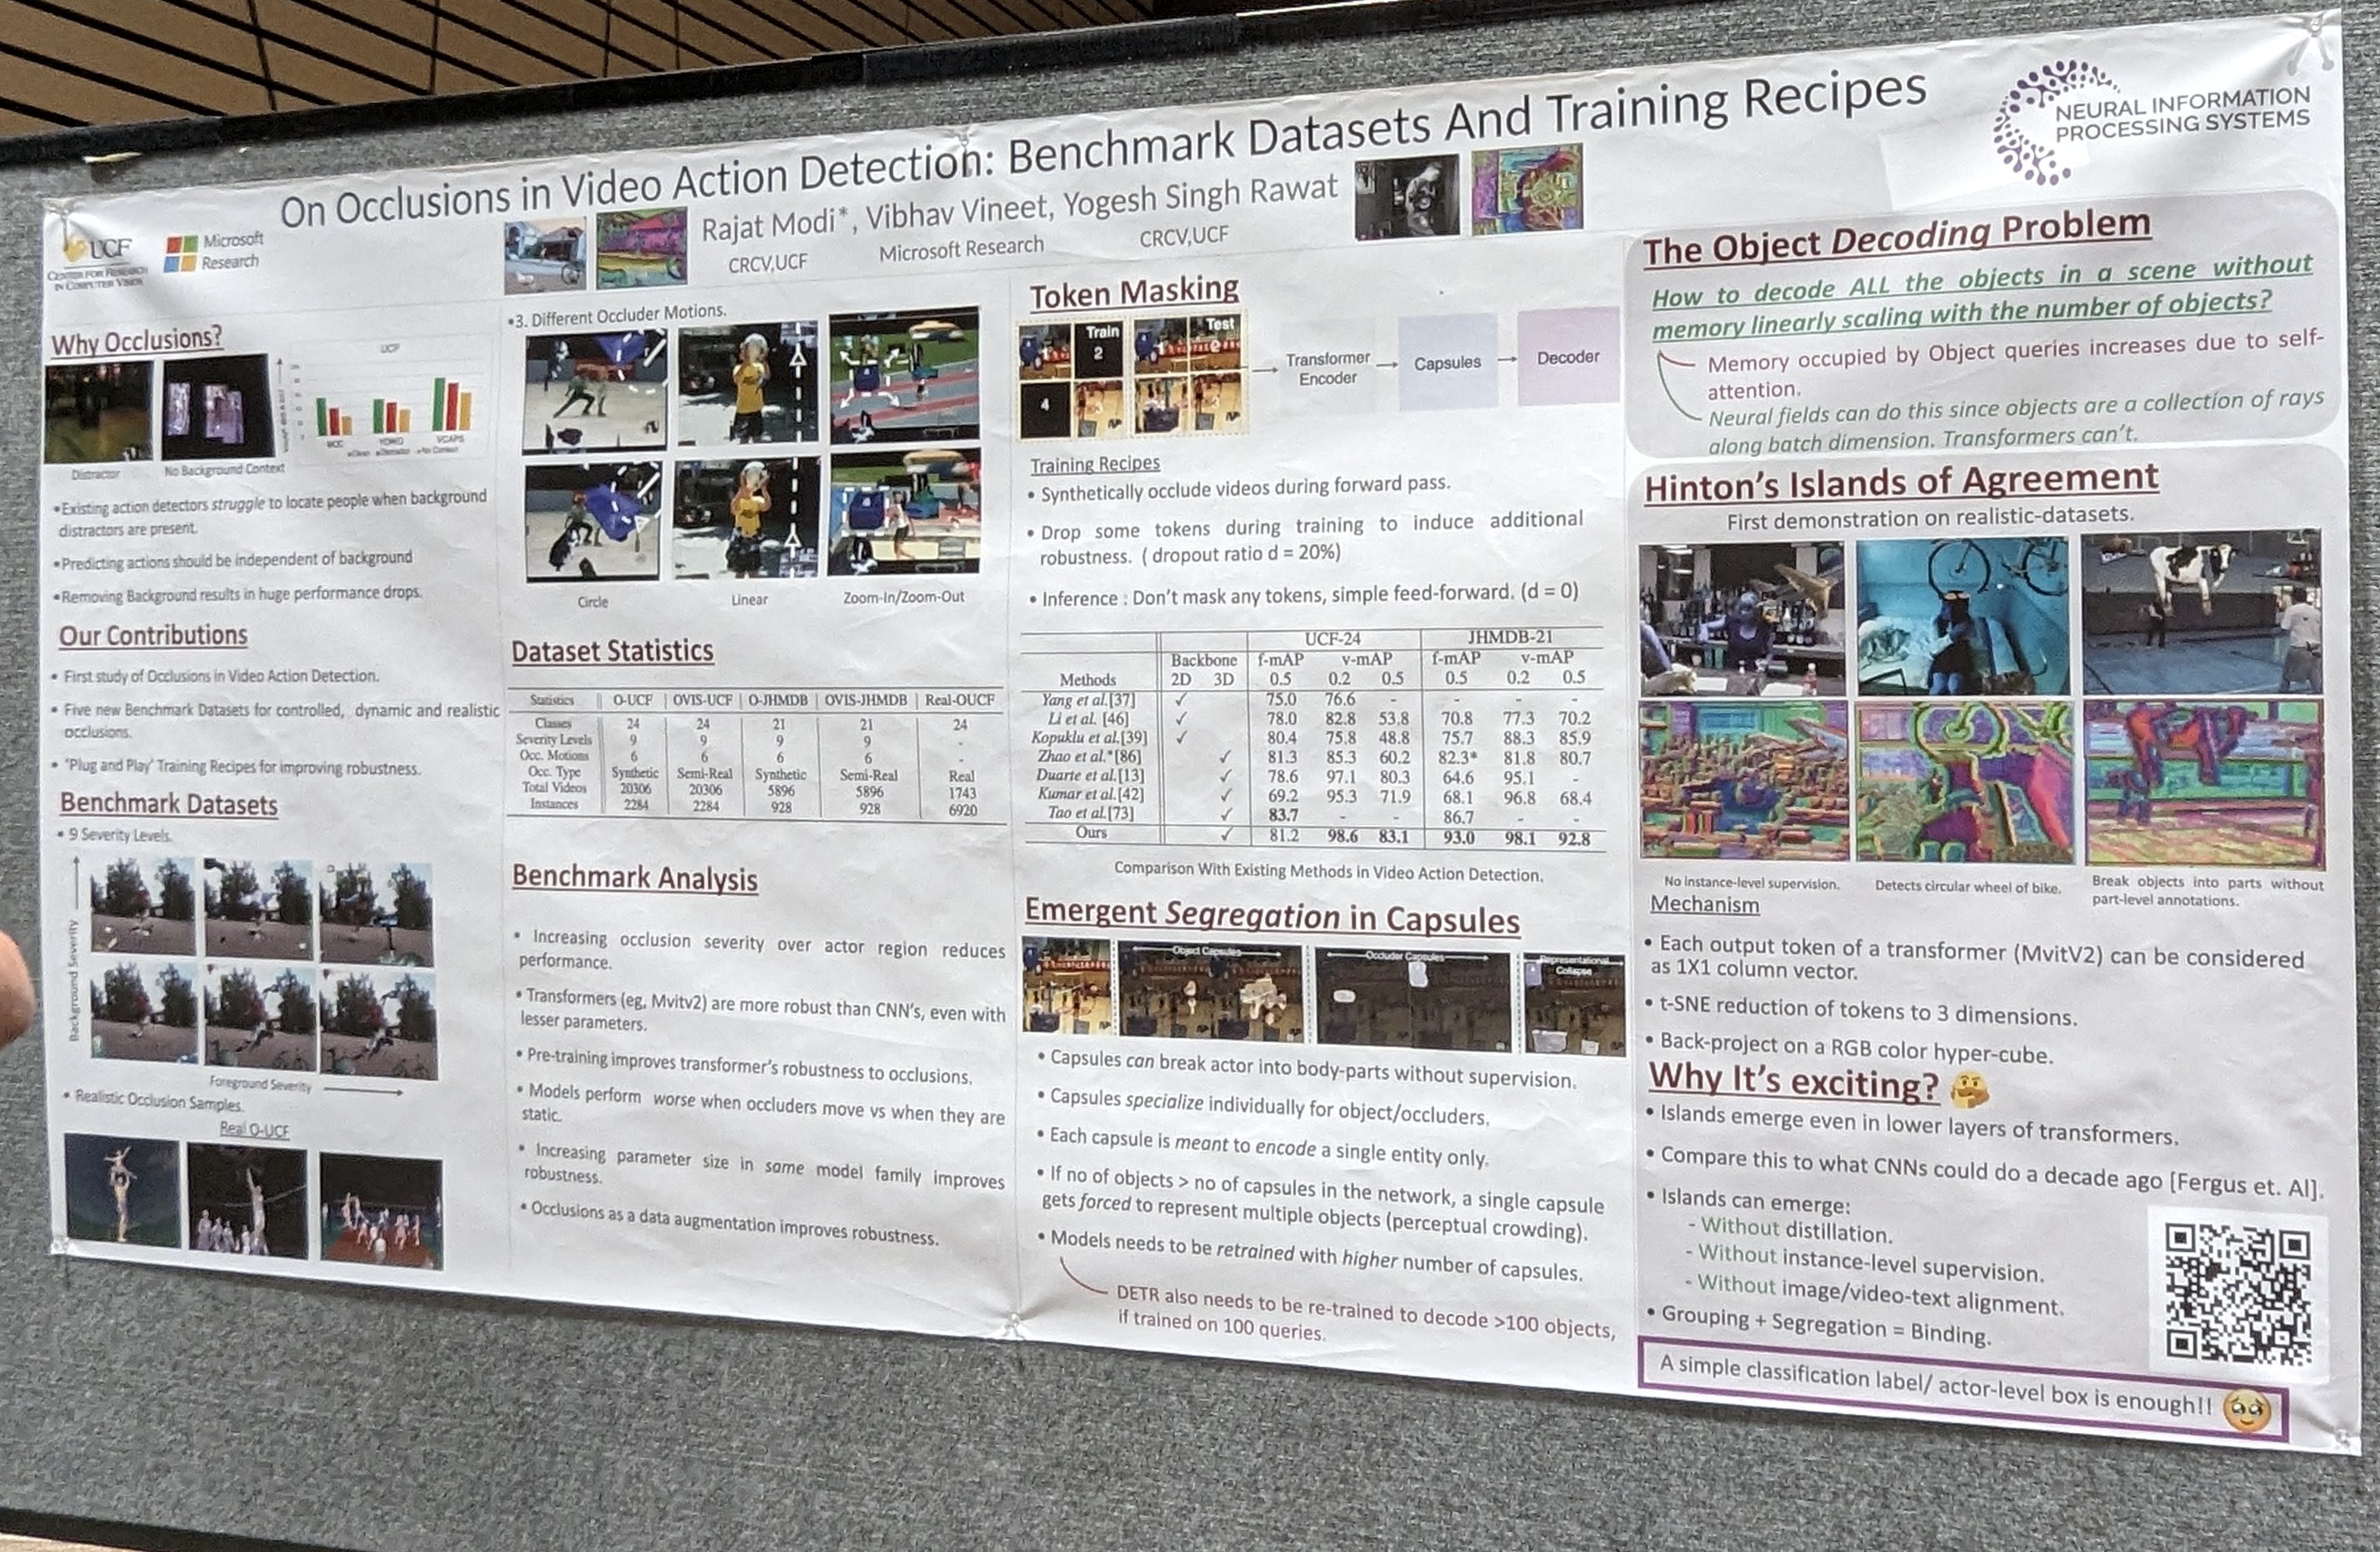 On Occlusions in Video Action Detection: Benchmark Datasets And Training Recipes
Rajat Modi*, Vibhav Vineet, Yogesh Singh Rawat
CRCV,UCF Microsoft Research CRCV,UCF
UCF
CENTER FOR RESEARCH
IN COMPUTER VISION
Microsoft
Research
NEURAL INFORMATION
PROCESSING SYSTEMS
Why Occlusions?
UCF
Distractor No Background Context
•Existing action detectors struggle to locate people when background
distractors are present.
•Predicting actions should be independent of background
•Removing Background results in huge performance drops.
Our Contributions
• First study of Occlusions in Video Action Detection.
• Five new Benchmark Datasets for controlled, dynamic and realistic
occlusions.
• 'Plug and Play' Training Recipes for improving robustness.
Benchmark Datasets
• 9 Severity Levels.
Background Severity
Foreground Severity
• Realistic Occlusion Samples.
Real O-UCF
•3. Different Occluder Motions.
Circle Linear Zoom-In/Zoom-Out
Dataset Statistics
Statistics O-UCF OVIS-UCF O-JHMDB OVIS-JHMDB Real-OUCF
Classes 24 24 21 21 24
Severity Levels 9 9 9 9 -
Occ. Motions 6 6 6 6 -
Occ. Type Synthetic Semi-Real Synthetic Semi-Real Real
Total Videos 20306 20306 5896 5896 1743
Instances 2284 2284 928 928 6920
Benchmark Analysis
• Increasing occlusion severity over actor region reduces
performance.
• Transformers (eg, Mvitv2) are more robust than CNN's, even with
lesser parameters.
• Pre-training improves transformer's robustness to occlusions.
• Models perform worse when occluders move vs when they are
static.
• Increasing parameter size in same model family improves
robustness.
• Occlusions as a data augmentation improves robustness.
Token Masking
Train
2
4
Test
Transformer
Encoder
Capsules
Decoder
Training Recipes
• Synthetically occlude videos during forward pass.
• Drop some tokens during training to induce additional
robustness. ( dropout ratio d = 20%)
• Inference : Don't mask any tokens, simple feed-forward. (d = 0)
UCF-24 JHMDB-21
Backbone f-mAP v-mAP f-mAP v-mAP
Methods 2D 3D 0.5 0.2 0.5 0.5 0.2 0.5
Yang et al.[37] ✓ 75.0 76.6 - - - -
Li et al. [46] ✓ 78.0 82.8 53.8 70.8 77.3 70.2
Kopuklu et al.[39] ✓ 80.4 75.8 48.8 75.7 88.3 85.9
Zhao et al.*[86] ✓ 81.3 85.3 60.2 82.3* 81.8 80.7
Duarte et al.[13] ✓ 78.6 97.1 80.3 64.6 95.1 -
Kumar et al.[42] ✓ 69.2 95.3 71.9 68.1 96.8 68.4
Tao et al.[73] ✓ 83.7 - - 86.7 - -
Ours ✓ 81.2 98.6 83.1 93.0 98.1 92.8
Comparison With Existing Methods in Video Action Detection.
Emergent Segregation in Capsules
Object Capsules
Occluder Capsules
Representational
Collapse
• Capsules can break actor into body-parts without supervision.
• Capsules specialize individually for object/occluders.
• Each capsule is meant to encode a single entity only.
• If no of objects > no of capsules in the network, a single capsule
gets forced to represent multiple objects (perceptual crowding).
• Models needs to be retrained with higher number of capsules.
DETR also needs to be re-trained to decode >100 objects,
if trained on 100 queries.
The Object Decoding Problem
How to decode ALL the objects in a scene without
memory linearly scaling with the number of objects?
Memory occupied by Object queries increases due to self-
attention.
Neural fields can do this since objects are a collection of rays
along batch dimension. Transformers can't.
Hinton's Islands of Agreement
First demonstration on realistic-datasets.
No instance-level supervision.
Detects circular wheel of bike.
Break objects into parts without
part-level annotations.
Mechanism
• Each output token of a transformer (MvitV2) can be considered
as 1X1 column vector.
• t-SNE reduction of tokens to 3 dimensions.
• Back-project on a RGB color hyper-cube.
Why It's exciting? 🤔
• Islands emerge even in lower layers of transformers.
• Compare this to what CNNs could do a decade ago [Fergus et. Al].
• Islands can emerge:
- Without distillation.
- Without instance-level supervision.
- Without image/video-text alignment.
• Grouping + Segregation = Binding.
A simple classification label/ actor-level box is enough!! 🥹